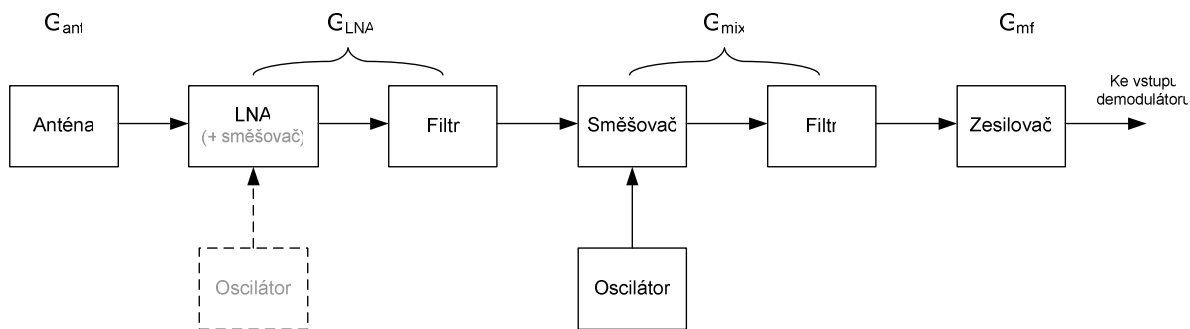 Gant
GLNA
Gmix
Gmf
Anténa
LNA
(+ směšovač)
Filtr
Směšovač
Filtr
Zesilovač
Ke vstupu
demodulátoru
Oscilátor
Oscilátor